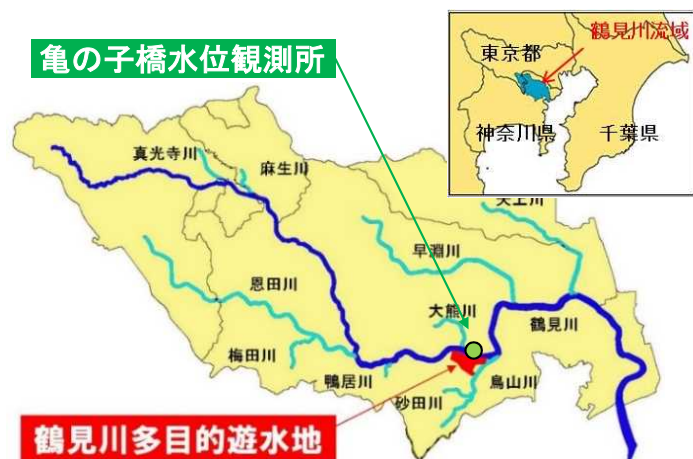 亀の子橋水位観測所
鶴見川流域
東京都
神奈川県
千葉県
真光寺川
麻生川
早淵川
恩田川
大熊川
鶴見川
梅田川
鴨居川
鳥山川
砂田川
鶴見川多目的遊水地